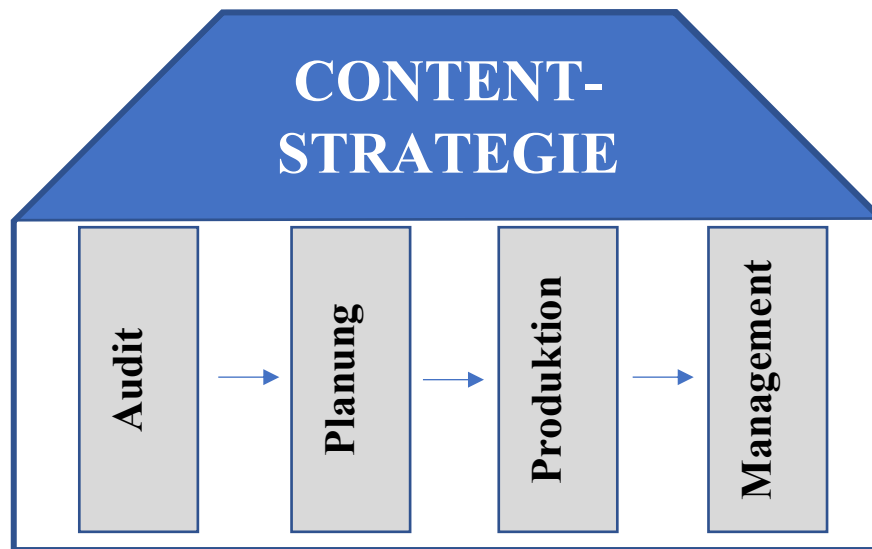 CONTENT-
STRATEGIE
Audit
Planung
Produktion
Management